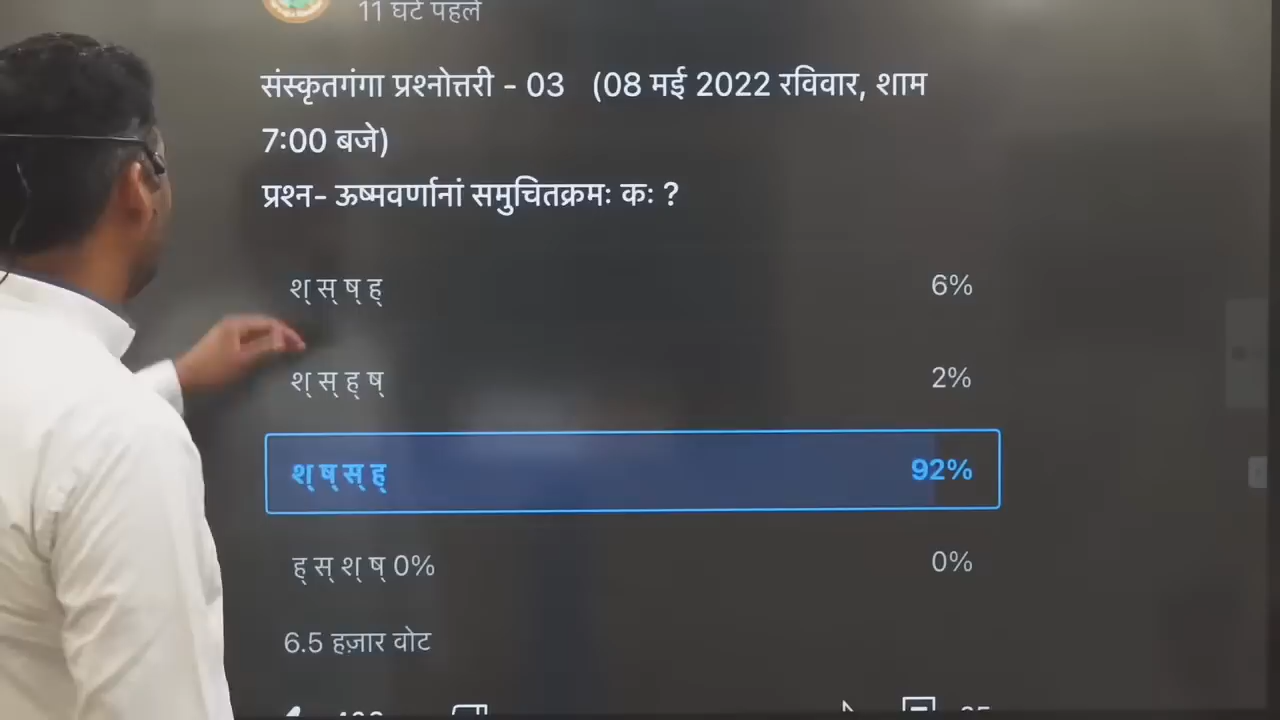 11 घंटे पहले
संस्कृतगंगा प्रश्नोत्तरी - 03 (08 मई 2022 रविवार, शाम
7:00 बजे)
प्रश्न- ऊष्मवर्णानां समुचितक्रमः कः ?
श् स् ष् ह् 6%
श् स् ह् ष् 2%
श् ष् स् ह् 92%
ह् स् श् ष् 0% 0%
6.5 हज़ार वोट